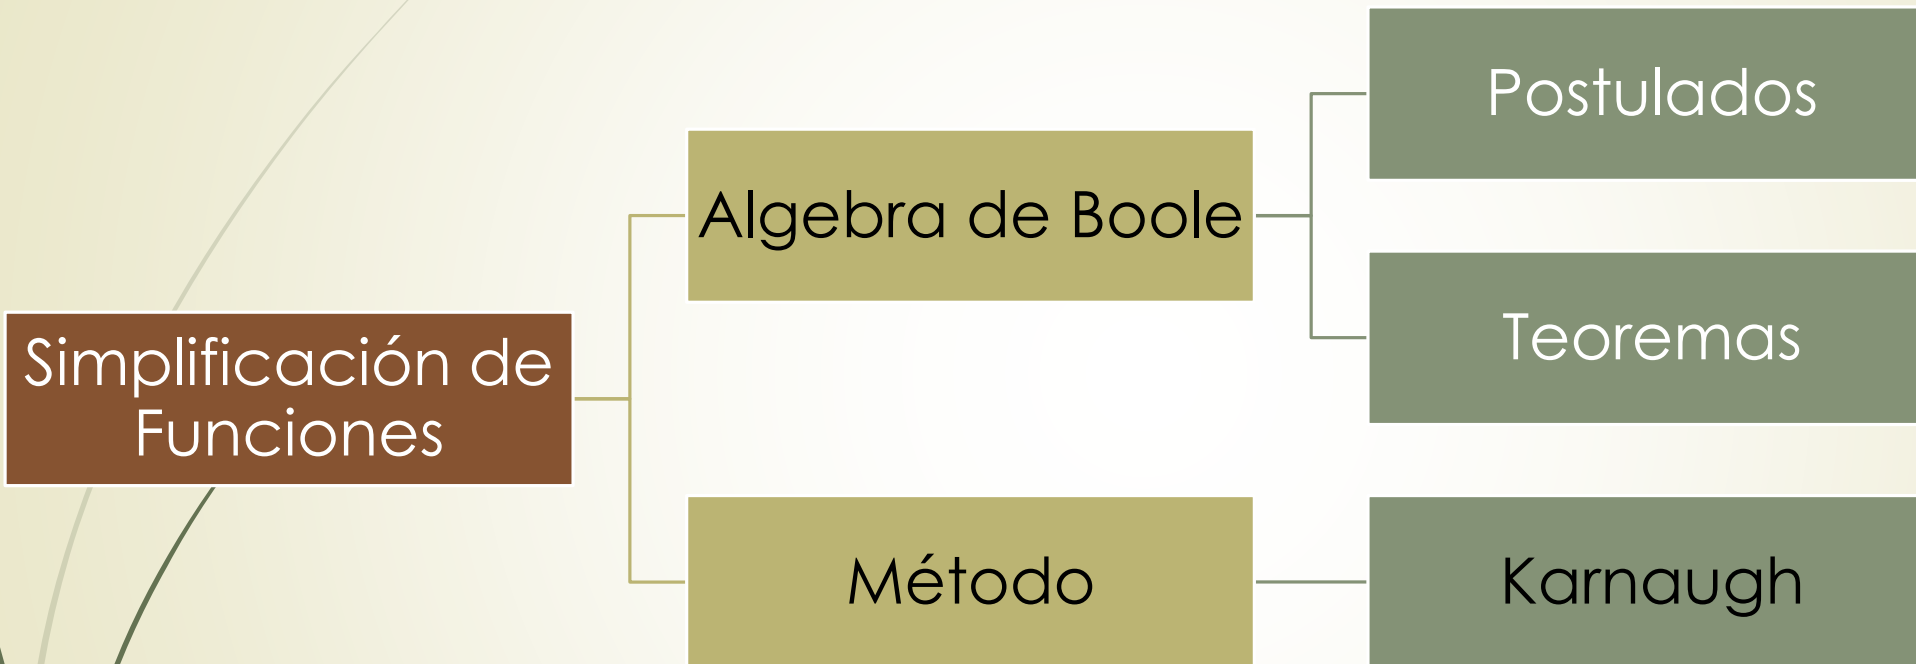 Simplificación de
Funciones
Algebra de Boole
Postulados
Teoremas
Método
Karnaugh